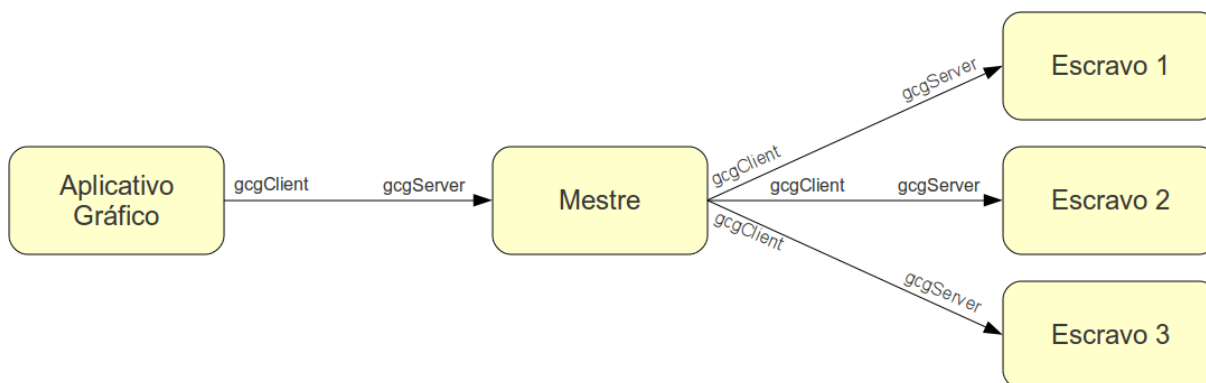 Aplicativo
Gráfico
gcgClient
gcgServer
Mestre
gcgClient
gcgServer
Escravo 1
gcgClient
gcgServer
Escravo 2
gcgClient
gcgServer
Escravo 3